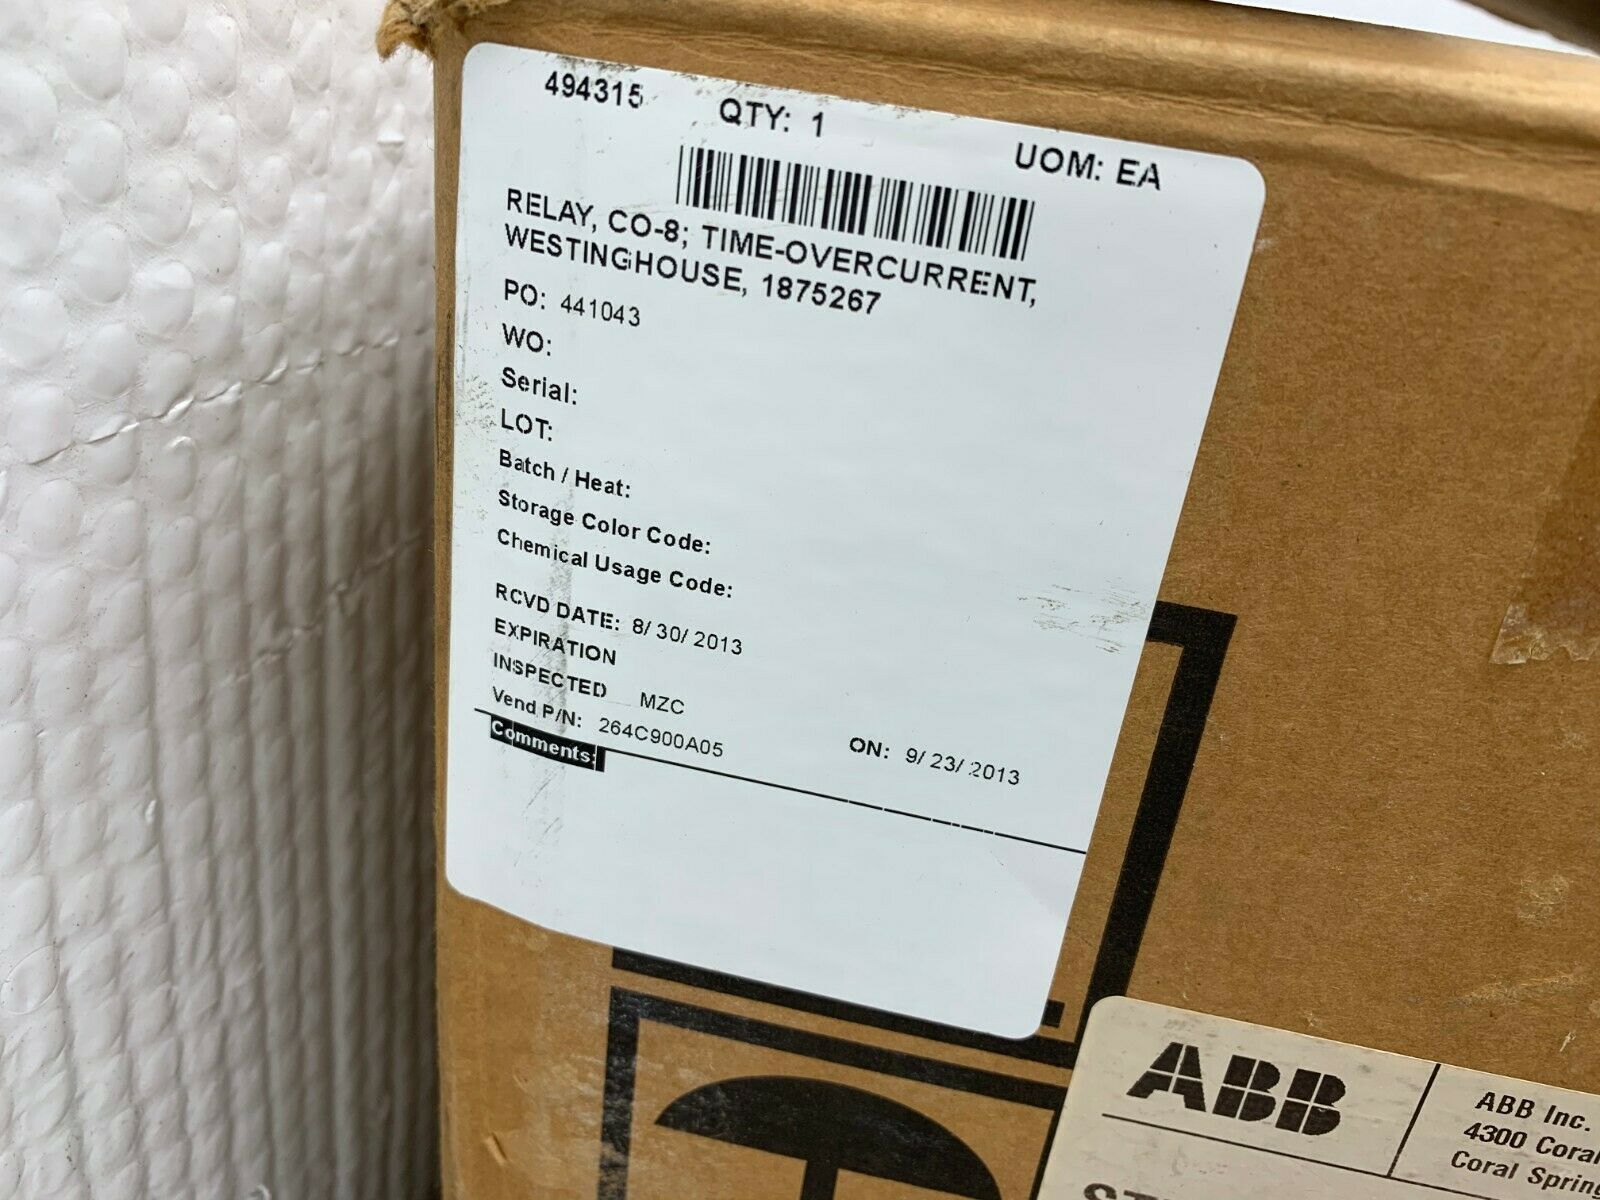 494315 QTY: 1 UOM: EA
RELAY, CO-8; TIME-OVERCURRENT,
WESTINGHOUSE, 1875267
PO: 441043
WO:
Serial:
LOT:
Batch / Heat:
Storage Color Code:
Chemical Usage Code:
RCVD DATE: 8/ 30/ 2013
EXPIRATION
INSPECTED MZC ON: 9/ 23/ 2013
Vend P/N: 264C900A05
Comments:
ABB
ABB Inc.
4300 Coral
Coral Spring